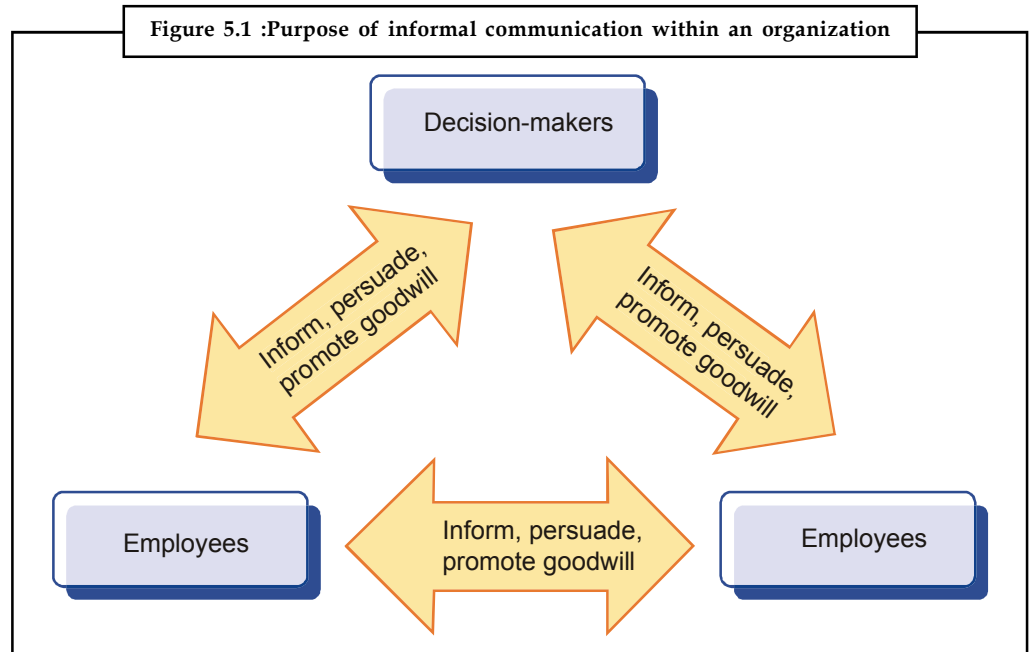 Figure 5.1 :Purpose of informal communication within an organization
Decision-makers
Inform, persuade,
promote goodwill
Inform, persuade,
promote goodwill
Employees
Inform, persuade,
promote goodwill
Employees